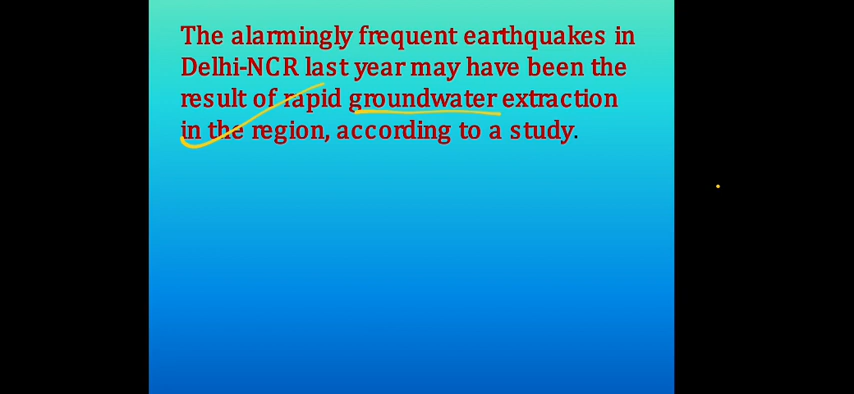 The alarmingly frequent earthquakes in
Delhi-NCR last year may have been the
result of rapid groundwater extraction
in the region, according to a study.